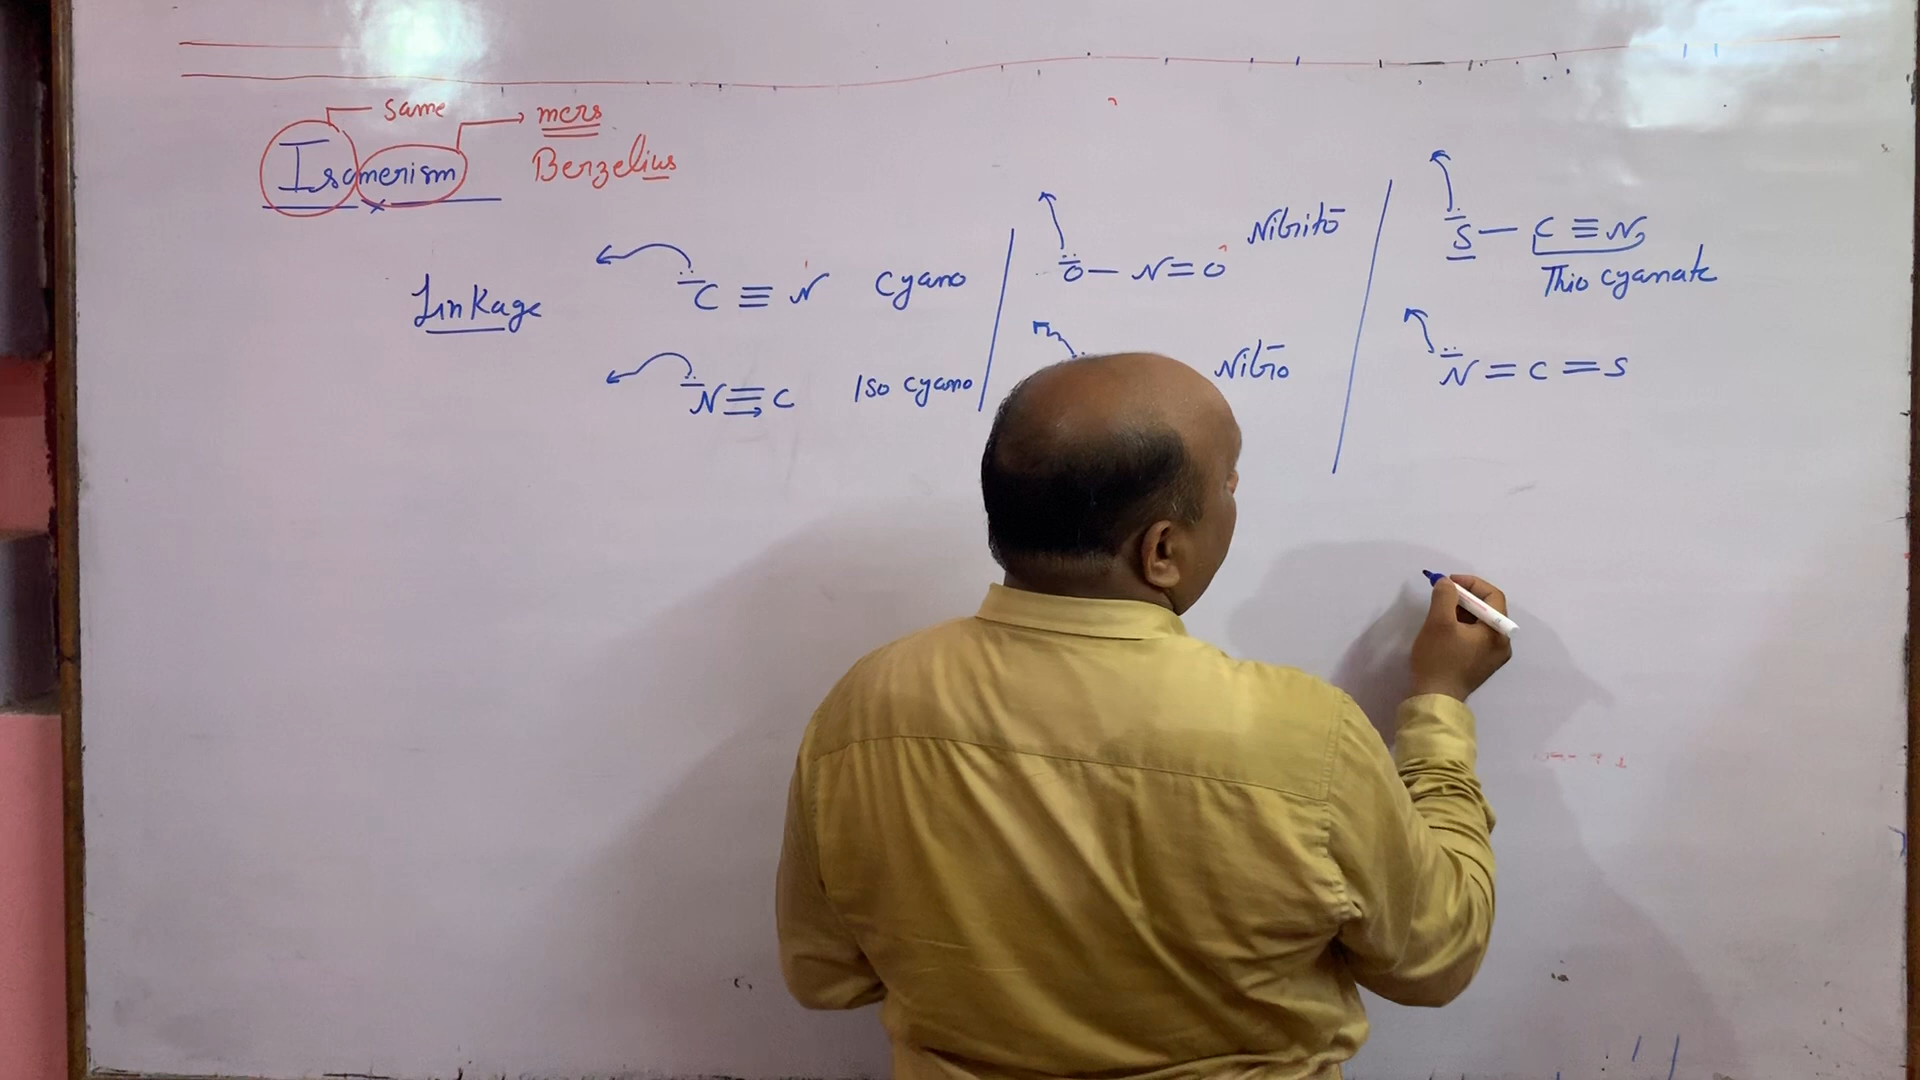 same
mers
Isomerism
Berzelius
Linkage
C ≡ N Cyano
N ≡ C Iso cyano
O — N = O Nitrito
Nitro
S — C ≡ N
Thio cyanate
N = C = S